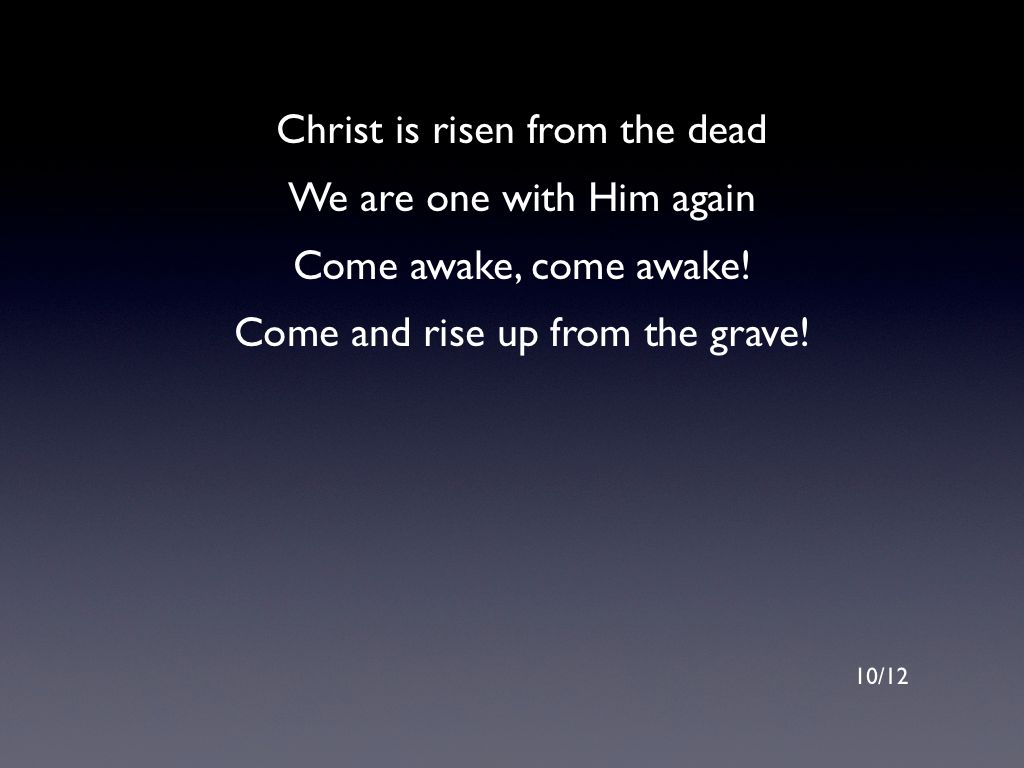 Christ is risen from the dead
We are one with Him again
Come awake, come awake!
Come and rise up from the grave!
10/12